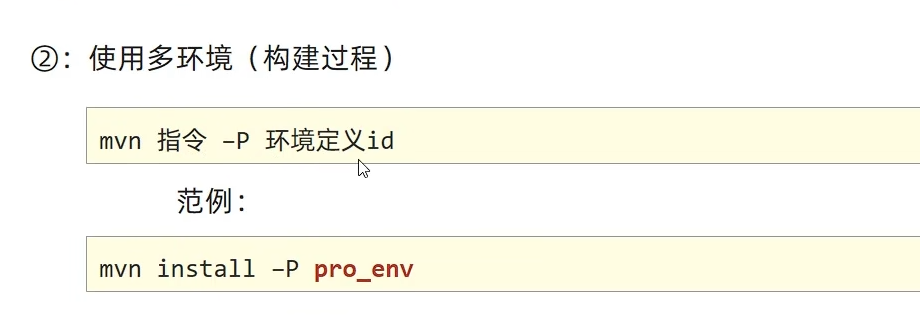 ②：使用多环境（构建过程）
mvn 指令 –P 环境定义id
范例：
mvn install –P pro_env